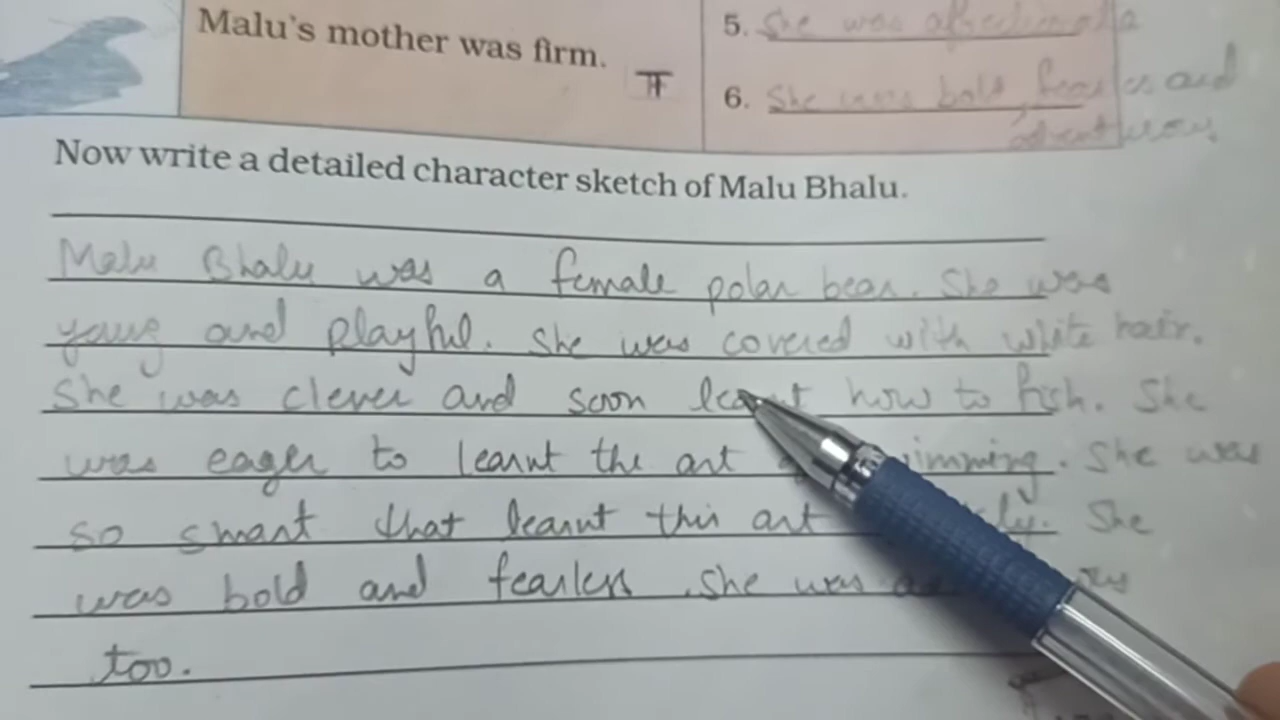 Malu's mother was firm.
5. She was
6. She was bold, and
Now write a detailed character sketch of Malu Bhalu.
Malu Bhalu was a female polar bear. She was
young and playful. She was covered with white hair.
She was clever and soon learnt how to fish. She
was eager to learnt the art swimming. She was
so smart that learnt this art She
was bold and fearless. She was
too.